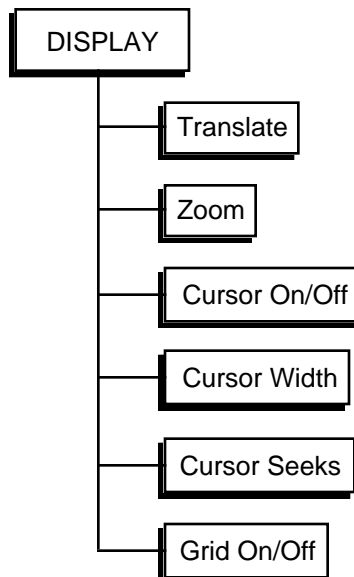 DISPLAY
Translate
Zoom
Cursor On/Off
Cursor Width
Cursor Seeks
Grid On/Off